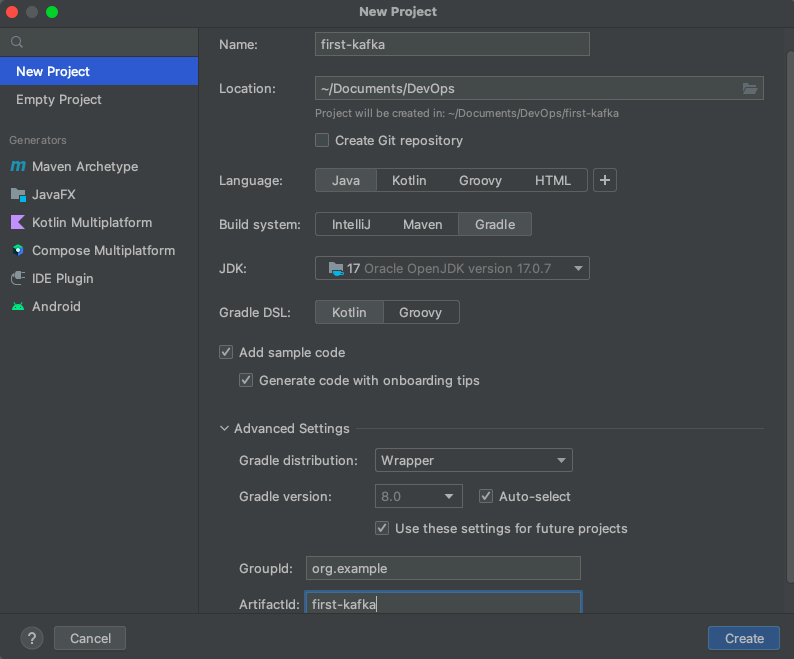 New Project
New Project
Empty Project
Generators
Maven Archetype
JavaFX
Kotlin Multiplatform
Compose Multiplatform
IDE Plugin
Android
Name: first-kafka
Location: ~/Documents/DevOps
Project will be created in: ~/Documents/DevOps/first-kafka
Create Git repository
Language: Java Kotlin Groovy HTML +
Build system: IntelliJ Maven Gradle
JDK: 17 Oracle OpenJDK version 17.0.7
Gradle DSL: Kotlin Groovy
Add sample code
Generate code with onboarding tips
Advanced Settings
Gradle distribution: Wrapper
Gradle version: 8.0 Auto-select
Use these settings for future projects
GroupId: org.example
ArtifactId: first-kafka
? Cancel Create